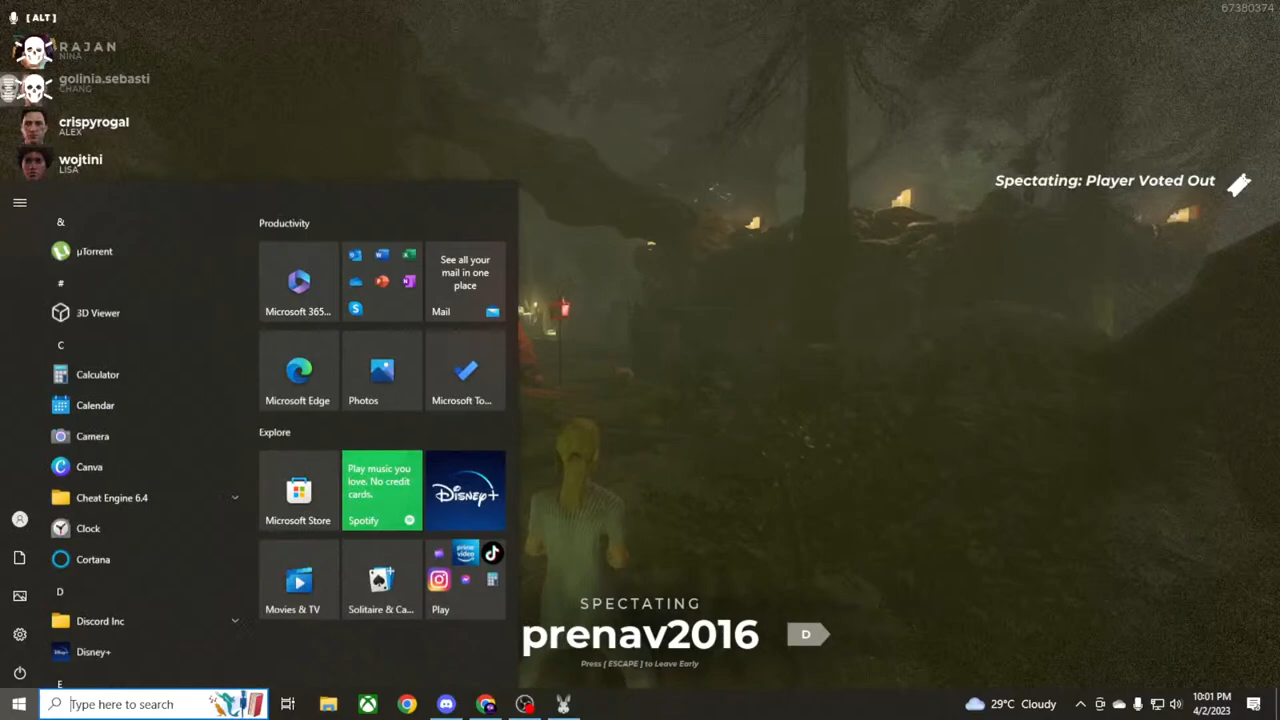 [ ALT ]
67380374
RAJAN
NINA
golinia.sebasti
CHANG
crispyrogal
ALEX
wojtini
LISA
Spectating: Player Voted Out
&
µTorrent
#
3D Viewer
C
Calculator
Calendar
Camera
Canva
Cheat Engine 6.4
Clock
Cortana
D
Discord Inc
Disney+
E
Productivity
Microsoft 365...
See all your
mail in one
place
Mail
Microsoft Edge
Photos
Microsoft To...
Explore
Microsoft Store
Play music you
love. No credit
cards.
Spotify
Disney+
Movies & TV
Solitaire & Ca...
prime
video
Play
SPECTATING
prenav2016
D
Press [ ESCAPE ] to Leave Early
Type here to search
29°C Cloudy
10:01 PM
4/2/2023